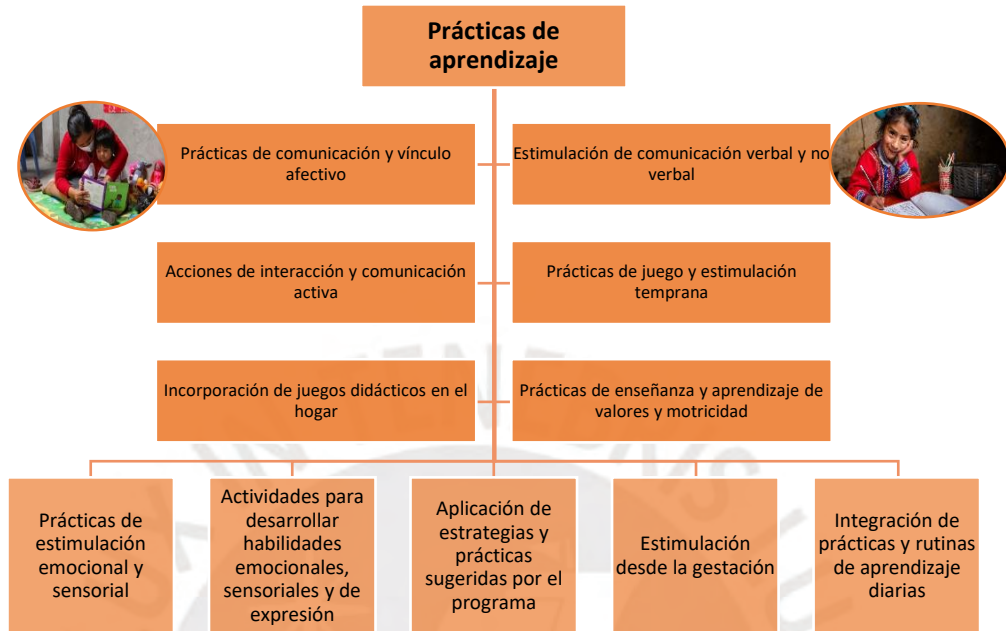 Prácticas de
aprendizaje
Prácticas de comunicación y vínculo
afectivo
Estimulación de comunicación verbal y no
verbal
Acciones de interacción y comunicación
activa
Prácticas de juego y estimulación
temprana
Incorporación de juegos didácticos en el
hogar
Prácticas de enseñanza y aprendizaje de
valores y motricidad
Prácticas de
estimulación
emocional y
sensorial
Actividades para
desarrollar
habilidades
emocionales,
sensoriales y de
expresión
Aplicación de
estrategias y
prácticas
sugeridas por el
programa
Estimulación
desde la gestación
Integración de
prácticas y rutinas
de aprendizaje
diarias